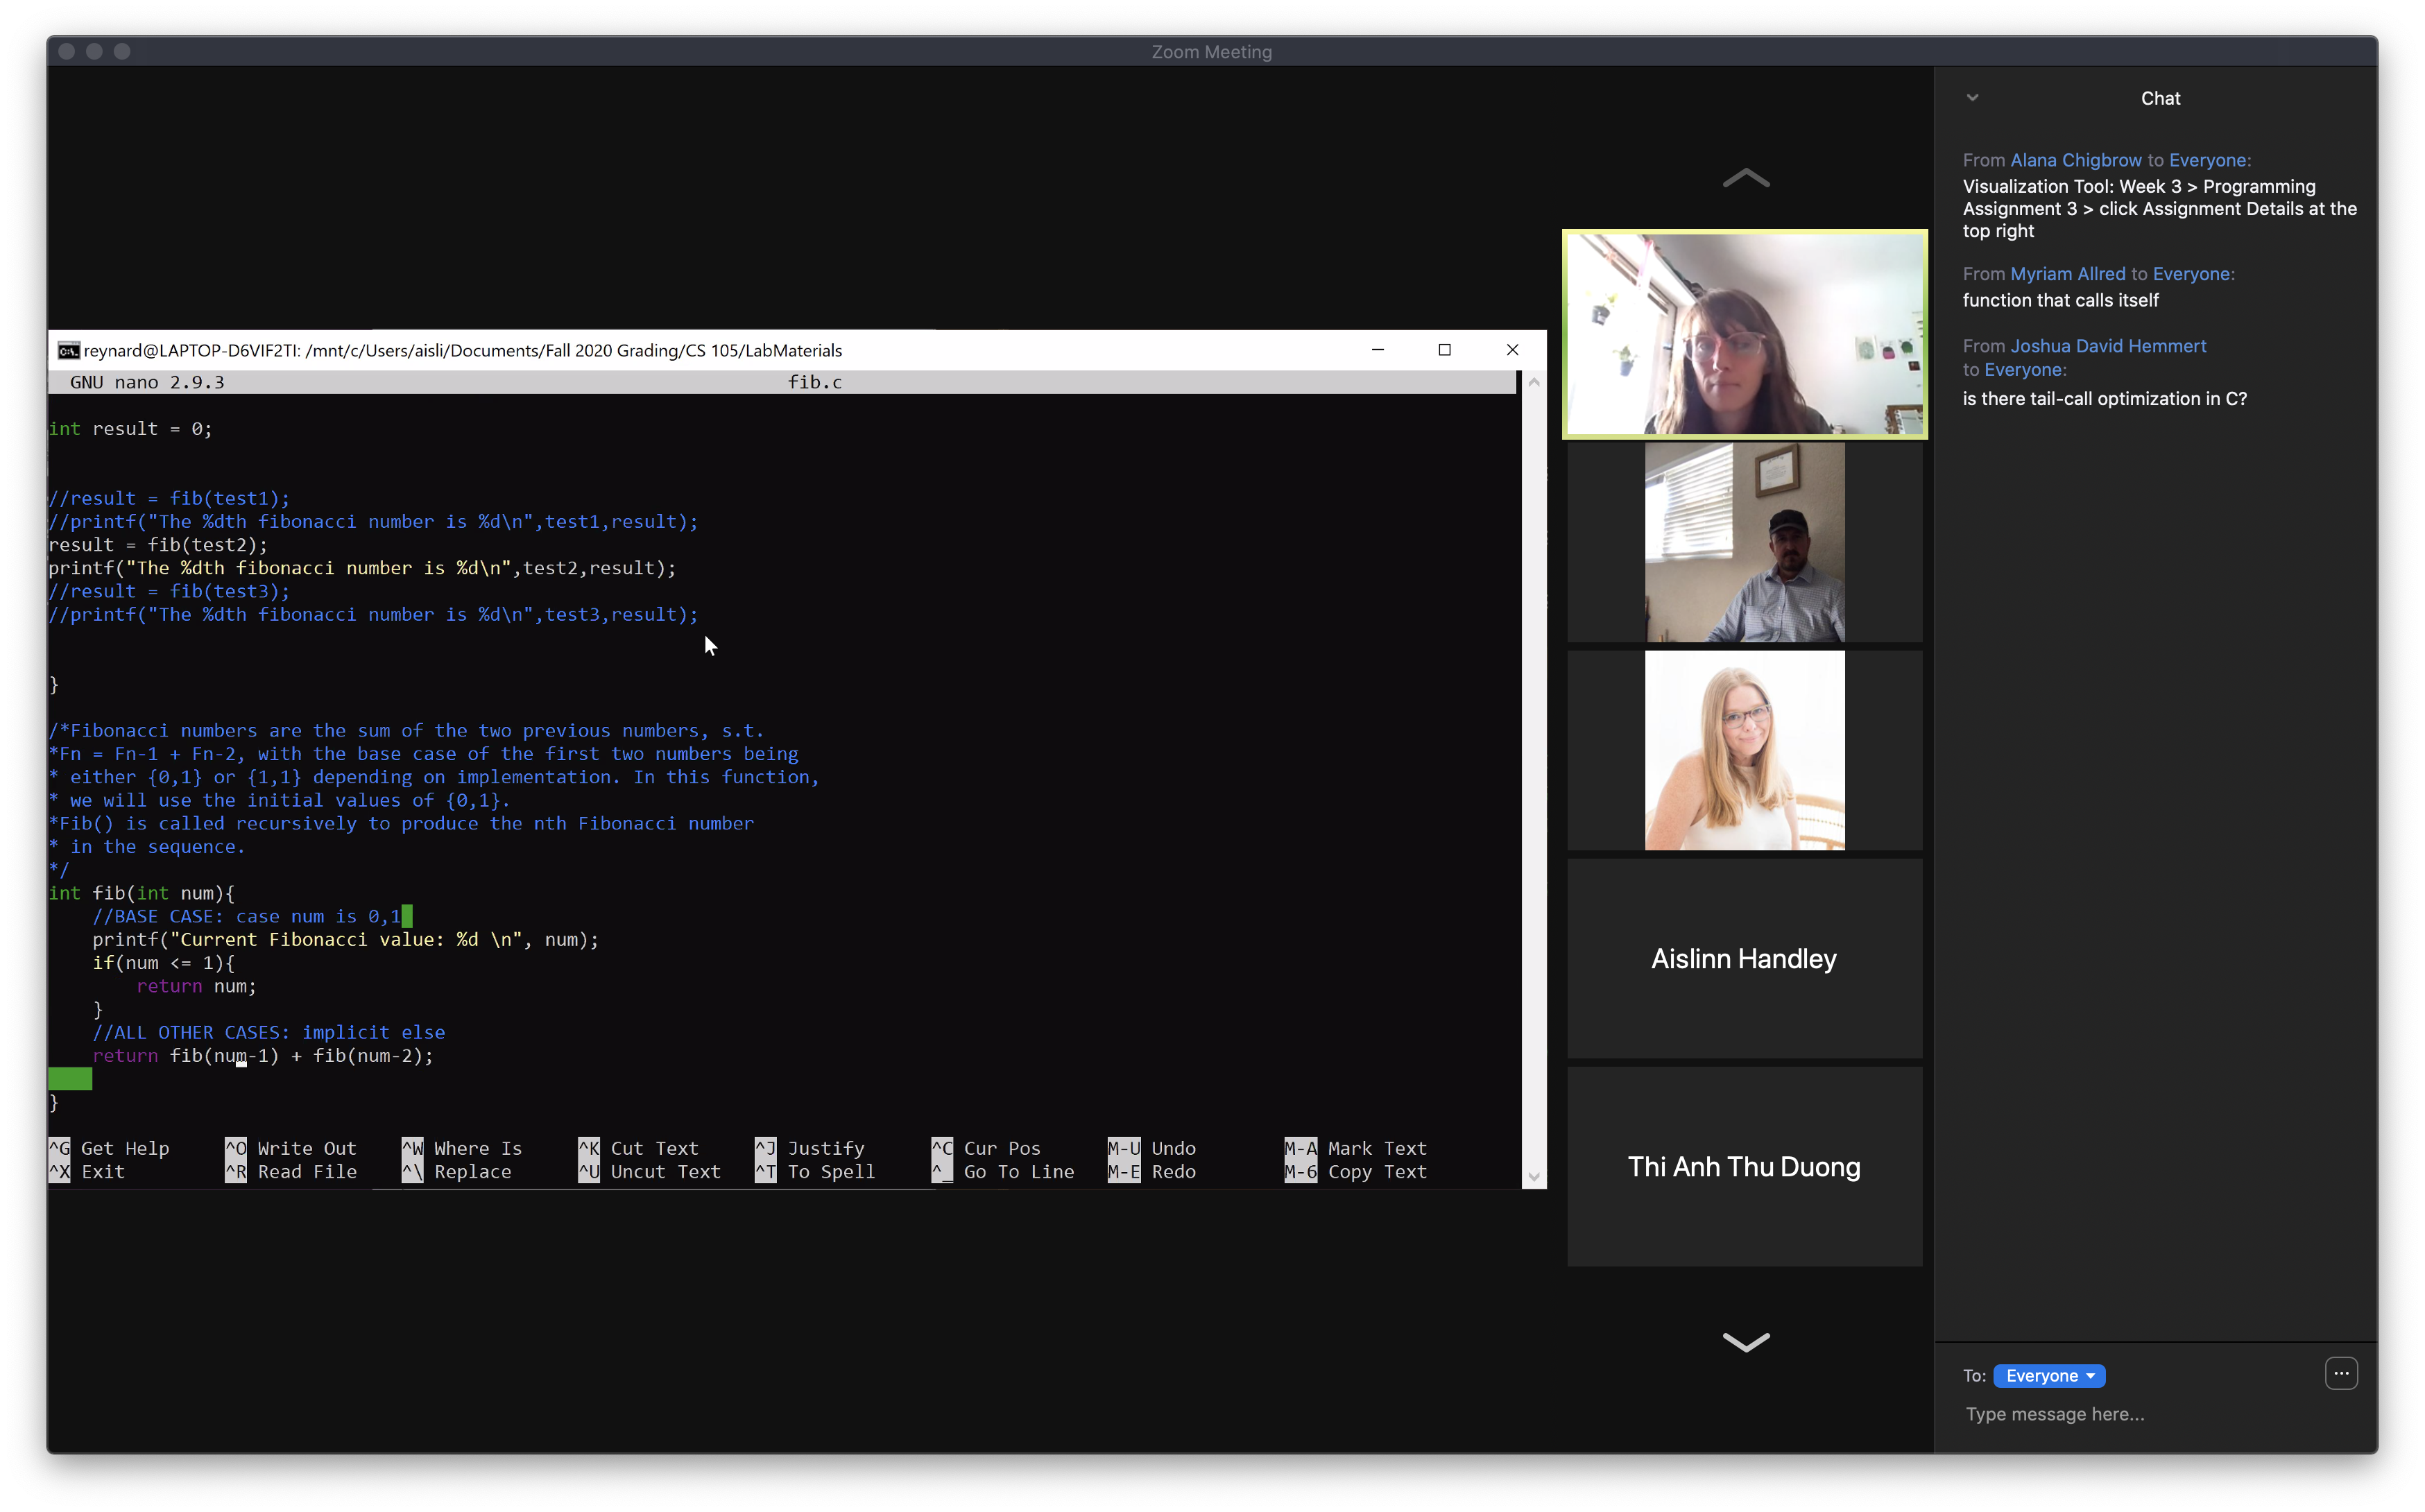 Zoom Meeting
reynard@LAPTOP-D6VIF2TI: /mnt/c/Users/aisli/Documents/Fall 2020 Grading/CS 105/LabMaterials
GNU nano 2.9.3 fib.c
int result = 0;
//result = fib(test1);
//printf("The %dth fibonacci number is %d\n",test1,result);
result = fib(test2);
printf("The %dth fibonacci number is %d\n",test2,result);
//result = fib(test3);
//printf("The %dth fibonacci number is %d\n",test3,result);
}
/*Fibonacci numbers are the sum of the two previous numbers, s.t.
*Fn = Fn-1 + Fn-2, with the base case of the first two numbers being
* either {0,1} or {1,1} depending on implementation. In this function,
* we will use the initial values of {0,1}.
*Fib() is called recursively to produce the nth Fibonacci number
* in the sequence.
*/
int fib(int num){
//BASE CASE: case num is 0,1
printf("Current Fibonacci value: %d \n", num);
if(num <= 1){
return num;
}
//ALL OTHER CASES: implicit else
return fib(num-1) + fib(num-2);
}
^G Get Help ^O Write Out ^W Where Is ^K Cut Text ^J Justify ^C Cur Pos M-U Undo M-A Mark Text
^X Exit ^R Read File ^\ Replace ^U Uncut Text ^T To Spell ^_ Go To Line M-E Redo M-6 Copy Text
Aislinn Handley
Thi Anh Thu Duong
Chat
From Alana Chigbrow to Everyone:
Visualization Tool: Week 3 > Programming
Assignment 3 > click Assignment Details at the
top right
From Myriam Allred to Everyone:
function that calls itself
From Joshua David Hemmert
to Everyone:
is there tail-call optimization in C?
To: Everyone
Type message here...